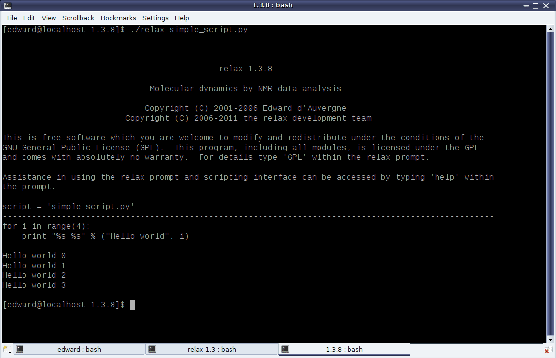 1.3.8 : bash
File Edit View Scrollback Bookmarks Settings Help
[edward@localhost 1.3.8]$ ./relax simple_script.py
relax 1.3.8
Molecular dynamics by NMR data analysis
Copyright (C) 2001-2006 Edward d'Auvergne
Copyright (C) 2006-2011 the relax development team
This is free software which you are welcome to modify and redistribute under the conditions of the
GNU General Public License (GPL). This program, including all modules, is licensed under the GPL
and comes with absolutely no warranty. For details type 'GPL' within the relax prompt.
Assistance in using the relax prompt and scripting interface can be accessed by typing 'help' within
the prompt.
script = 'simple_script.py'
----------------------------------------------------------------------------------------------------
for i in range(4):
    print "%s %s" % ("Hello world", i)
Hello world 0
Hello world 1
Hello world 2
Hello world 3
[edward@localhost 1.3.8]$
edward : bash
relax-1.3 : bash
1.3.8 : bash